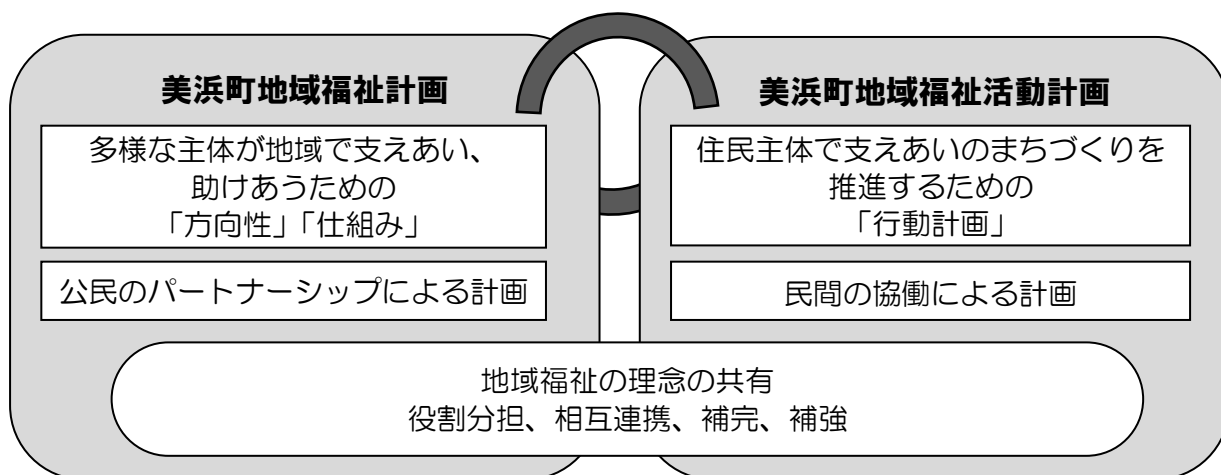 美浜町地域福祉計画
多様な主体が地域で支えあい、
助けあうための
「方向性」「仕組み」
公民のパートナーシップによる計画
美浜町地域福祉活動計画
住民主体で支えあいのまちづくりを
推進するための
「行動計画」
民間の協働による計画
地域福祉の理念の共有
役割分担、相互連携、補完、補強